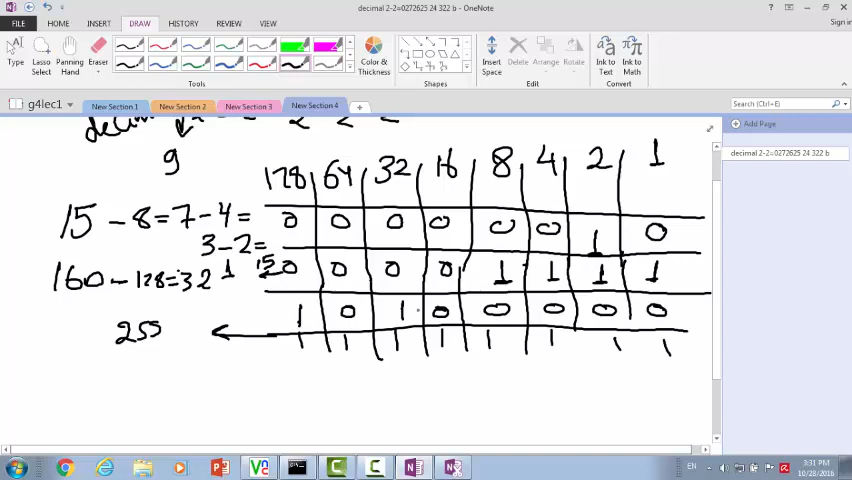 decimal 2-2=0272625 24 322 b - OneNote
FILE HOME INSERT DRAW HISTORY REVIEW VIEW
Sign in
Type Lasso Select Panning Hand Eraser Color & Thickness Insert Space Delete Arrange Rotate Ink to Text Ink to Math
Tools Shapes Edit Convert
g4lec1 New Section 1 New Section 2 New Section 3 New Section 4
Search (Ctrl+E)
Add Page
decimal 2-2=0272625 24 322 b
9
128 64 32 16 8 4 2 1
15 - 8 = 7 - 4 = 0 0 0 0 0 0 1 0
3 - 2 =
160 - 128 = 32 1 15 0 0 0 0 1 1 1 1
1 0 1 0 0 0 0 0
255 1 1 1 1 1 1 1 1
EN 3:31 PM
10/28/2016